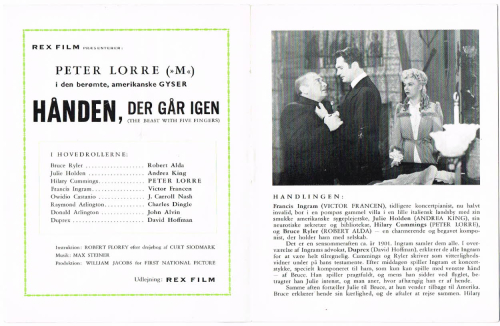 REX FILM PRÆSENTERER:
PETER LORRE (»M«)
i den berømte, amerikanske GYSER
HÅNDEN, DER GÅR IGEN
(THE BEAST WITH FIVE FINGERS)
I HOVEDROLLERNE:
Bruce Ryler Robert Alda
Julie Holden Andrea King
Hilary Cummings PETER LORRE
Francis Ingram Victor Francen
Ovidio Castanio J. Carroll Nash
Raymond Arlington Charles Dingle
Donald Arlington John Alvin
Duprex David Hoffman
Instruktion: ROBERT FLOREY efter drejebog af CURT SIODMARK
Musik: MAX STEINER
Produktion: WILLIAM JACOBS for FIRST NATIONAL PICTURE
Udlejning: REX FILM
HANDLINGEN:
Francis Ingram (VICTOR FRANCEN), tidligere koncertpianist, nu halvt
invalid, bor i en pompøs gammel villa i en lille italiensk landsby med sin
smukke amerikanske sygeplejerske, Julie Holden (ANDREA KING), sin
neurotiske sekretær og bibliotekar, Hilary Cummings (PETER LORRE),
og Bruce Ryler (ROBERT ALDA) – en charmerende og begavet kompo-
nist, der holder ham med selskab.
Det er en sensommeraften ca. år 1901. Ingram samler dem alle. I over-
værelse af Ingrams advokat, Duprex (David Hoffman), erklærer de alle Ingram
for at være helt tilregnelig. Cummings og Ryler skriver som vitterligheds-
vidner under på hans testamente. Efter middagen spiller Ingram et koncert-
stykke, specielt komponeret til ham, som kun kan spille med venstre hånd
– af Bruce. Han spiller pragtfuldt, og mens han sidder ved flyglet, be-
tragter han Julie intenst, og man aner, hvor afhængig han er af hende.
Samme aften fortæller Julie til Bruce, at hun vender tilbage til Amerika.
Bruce erklærer hende sin kærlighed, og de aftaler at rejse sammen. Hilary